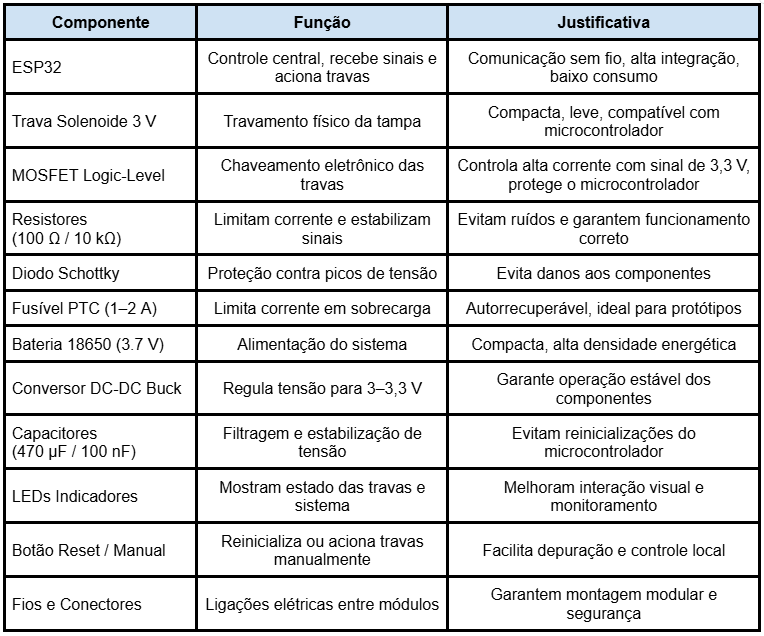 Componente Função Justificativa
ESP32
Controle central, recebe sinais e
aciona travas
Comunicação sem fio, alta integração,
baixo consumo
Trava Solenoide 3 V
Travamento físico da tampa
Compacta, leve, compatível com
microcontrolador
MOSFET Logic-Level
Chaveamento eletrônico das
travas
Controla alta corrente com sinal de 3,3 V,
protege o microcontrolador
Resistores
(100 Ω / 10 kΩ)
Limitam corrente e estabilizam
sinais
Evitam ruídos e garantem funcionamento
correto
Diodo Schottky
Proteção contra picos de tensão
Evita danos aos componentes
Fusível PTC (1–2 A)
Limita corrente em sobrecarga
Autorrecuperável, ideal para protótipos
Bateria 18650 (3.7 V)
Alimentação do sistema
Compacta, alta densidade energética
Conversor DC-DC Buck
Regula tensão para 3–3,3 V
Garante operação estável dos
componentes
Capacitores
(470 µF / 100 nF)
Filtragem e estabilização de
tensão
Evitam reinicializações do
microcontrolador
LEDs Indicadores
Mostram estado das travas e
sistema
Melhoram interação visual e
monitoramento
Botão Reset / Manual
Reinicializa ou aciona travas
manualmente
Facilita depuração e controle local
Fios e Conectores
Ligações elétricas entre módulos
Garantem montagem modular e
segurança